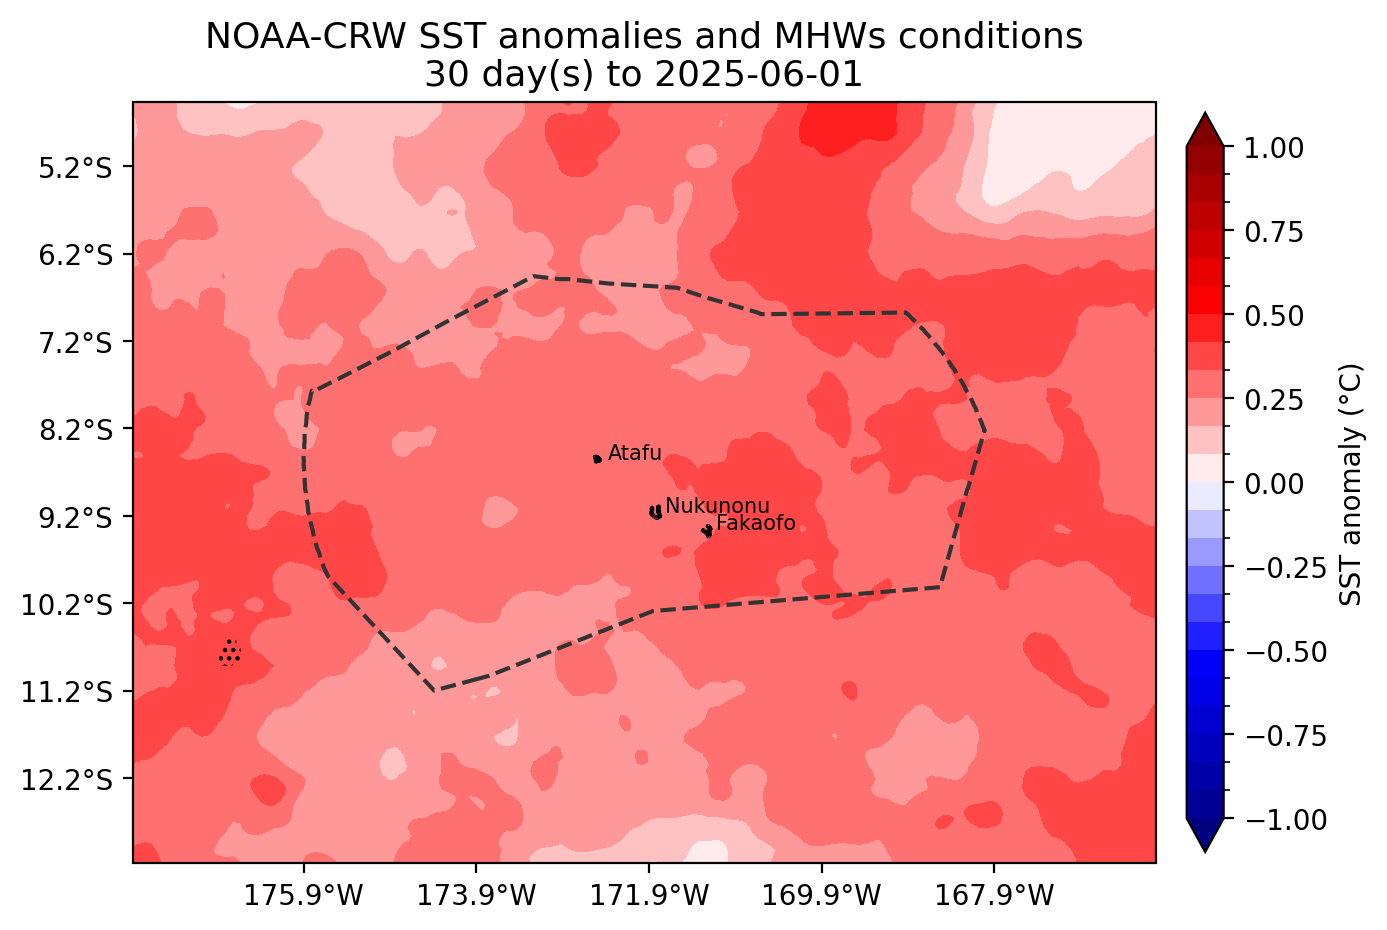 NOAA-CRW SST anomalies and MHWs conditions
30 day(s) to 2025-06-01
5.2°S
6.2°S
7.2°S
8.2°S
9.2°S
10.2°S
11.2°S
12.2°S
Atafu
Nukunonu
Fakaofo
175.9°W
173.9°W
171.9°W
169.9°W
167.9°W
1.00
0.75
0.50
0.25
0.00
−0.25
−0.50
−0.75
−1.00
SST anomaly (°C)